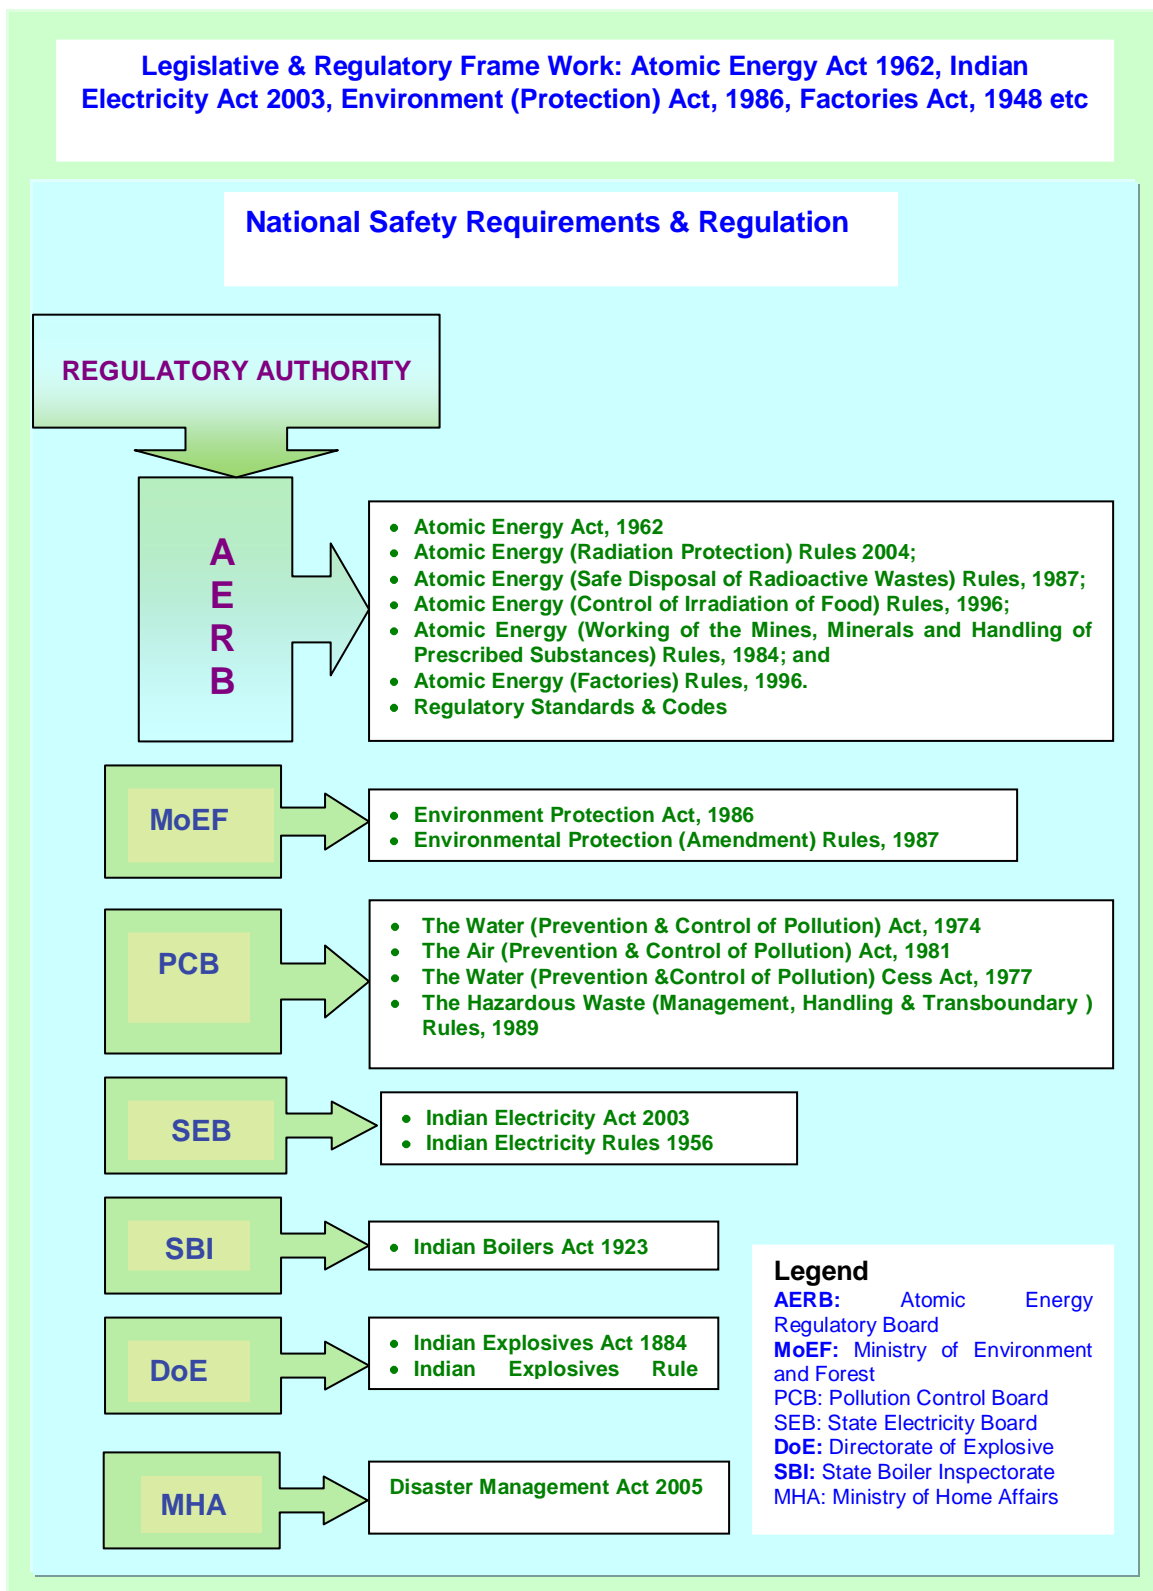 Legislative & Regulatory Frame Work: Atomic Energy Act 1962, Indian
Electricity Act 2003, Environment (Protection) Act, 1986, Factories Act, 1948 etc
National Safety Requirements & Regulation
REGULATORY AUTHORITY
A
E
R
B
• Atomic Energy Act, 1962
• Atomic Energy (Radiation Protection) Rules 2004;
• Atomic Energy (Safe Disposal of Radioactive Wastes) Rules, 1987;
• Atomic Energy (Control of Irradiation of Food) Rules, 1996;
• Atomic Energy (Working of the Mines, Minerals and Handling of
Prescribed Substances) Rules, 1984; and
• Atomic Energy (Factories) Rules, 1996.
• Regulatory Standards & Codes
MoEF
• Environment Protection Act, 1986
• Environmental Protection (Amendment) Rules, 1987
PCB
• The Water (Prevention & Control of Pollution) Act, 1974
• The Air (Prevention & Control of Pollution) Act, 1981
• The Water (Prevention &Control of Pollution) Cess Act, 1977
• The Hazardous Waste (Management, Handling & Transboundary )
Rules, 1989
SEB
• Indian Electricity Act 2003
• Indian Electricity Rules 1956
SBI
• Indian Boilers Act 1923
DoE
• Indian Explosives Act 1884
• Indian Explosives Rule
MHA
Disaster Management Act 2005
Legend
AERB: Atomic Energy
Regulatory Board
MoEF: Ministry of Environment
and Forest
PCB: Pollution Control Board
SEB: State Electricity Board
DoE: Directorate of Explosive
SBI: State Boiler Inspectorate
MHA: Ministry of Home Affairs